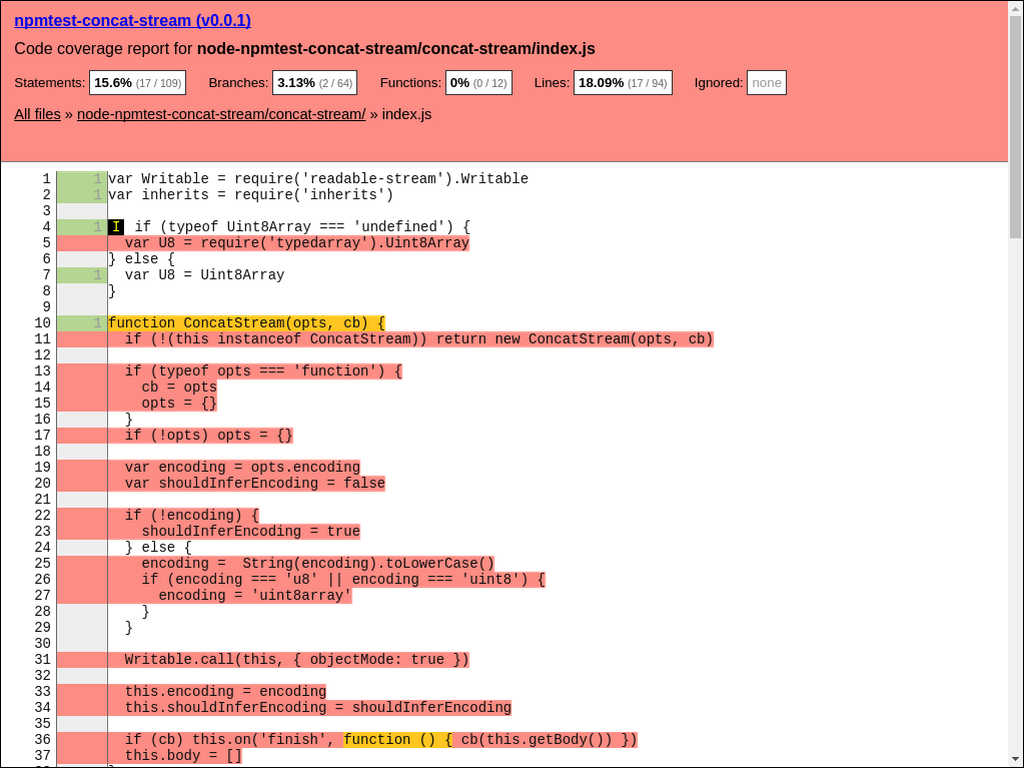 npmtest-concat-stream (v0.0.1)
Code coverage report for node-npmtest-concat-stream/concat-stream/index.js
Statements: 15.6% (17 / 109) Branches: 3.13% (2 / 64) Functions: 0% (0 / 12) Lines: 18.09% (17 / 94) Ignored: none
All files » node-npmtest-concat-stream/concat-stream/ » index.js
1 1 var Writable = require('readable-stream').Writable
2 1 var inherits = require('inherits')
3
4 1 I if (typeof Uint8Array === 'undefined') {
5   var U8 = require('typedarray').Uint8Array
6 } else {
7 1   var U8 = Uint8Array
8 }
9
10 1 function ConcatStream(opts, cb) {
11   if (!(this instanceof ConcatStream)) return new ConcatStream(opts, cb)
12
13   if (typeof opts === 'function') {
14     cb = opts
15     opts = {}
16   }
17   if (!opts) opts = {}
18
19   var encoding = opts.encoding
20   var shouldInferEncoding = false
21
22   if (!encoding) {
23     shouldInferEncoding = true
24   } else {
25     encoding =  String(encoding).toLowerCase()
26     if (encoding === 'u8' || encoding === 'uint8') {
27       encoding = 'uint8array'
28     }
29   }
30
31   Writable.call(this, { objectMode: true })
32
33   this.encoding = encoding
34   this.shouldInferEncoding = shouldInferEncoding
35
36   if (cb) this.on('finish', function () { cb(this.getBody()) })
37   this.body = []